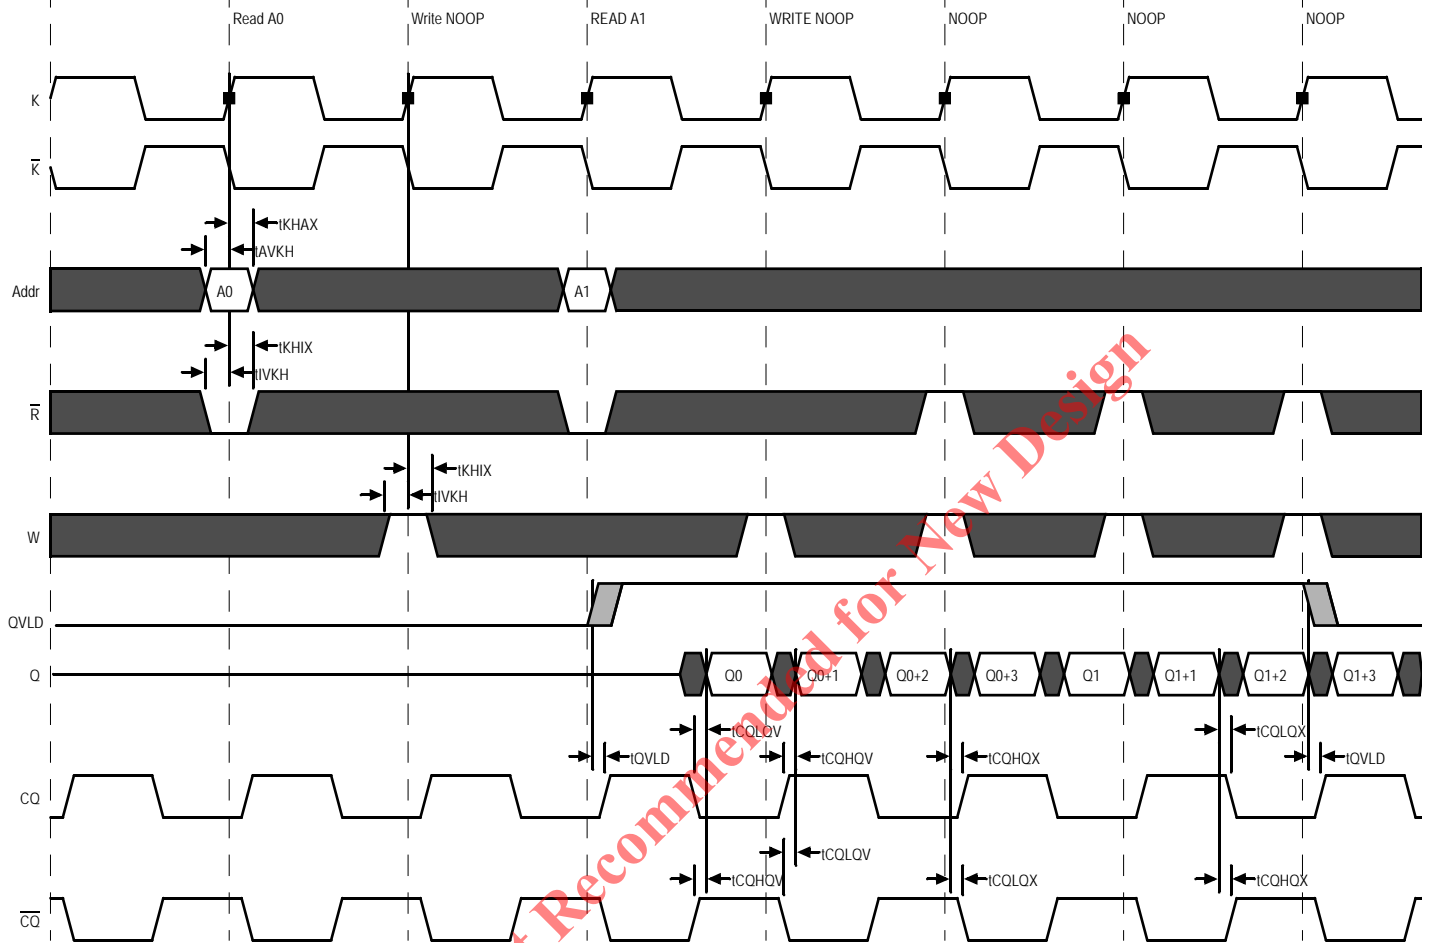 Read A0 Write NOOP READ A1 WRITE NOOP NOOP NOOP NOOP
K
K
tKHAX
tAVKH
Addr A0 A1
tKHIX
tIVKH
R
tKHIX
tIVKH
W
QVLD
Q Q0 Q0+1 Q0+2 Q0+3 Q1 Q1+1 Q1+2 Q1+3
tCQLQV tCQLQX
tQVLD tCQHQV tCQHQX tQVLD
CQ
tCQLQV
tCQHQV tCQLQX tCQHQX
CQ
Recommended for New Design